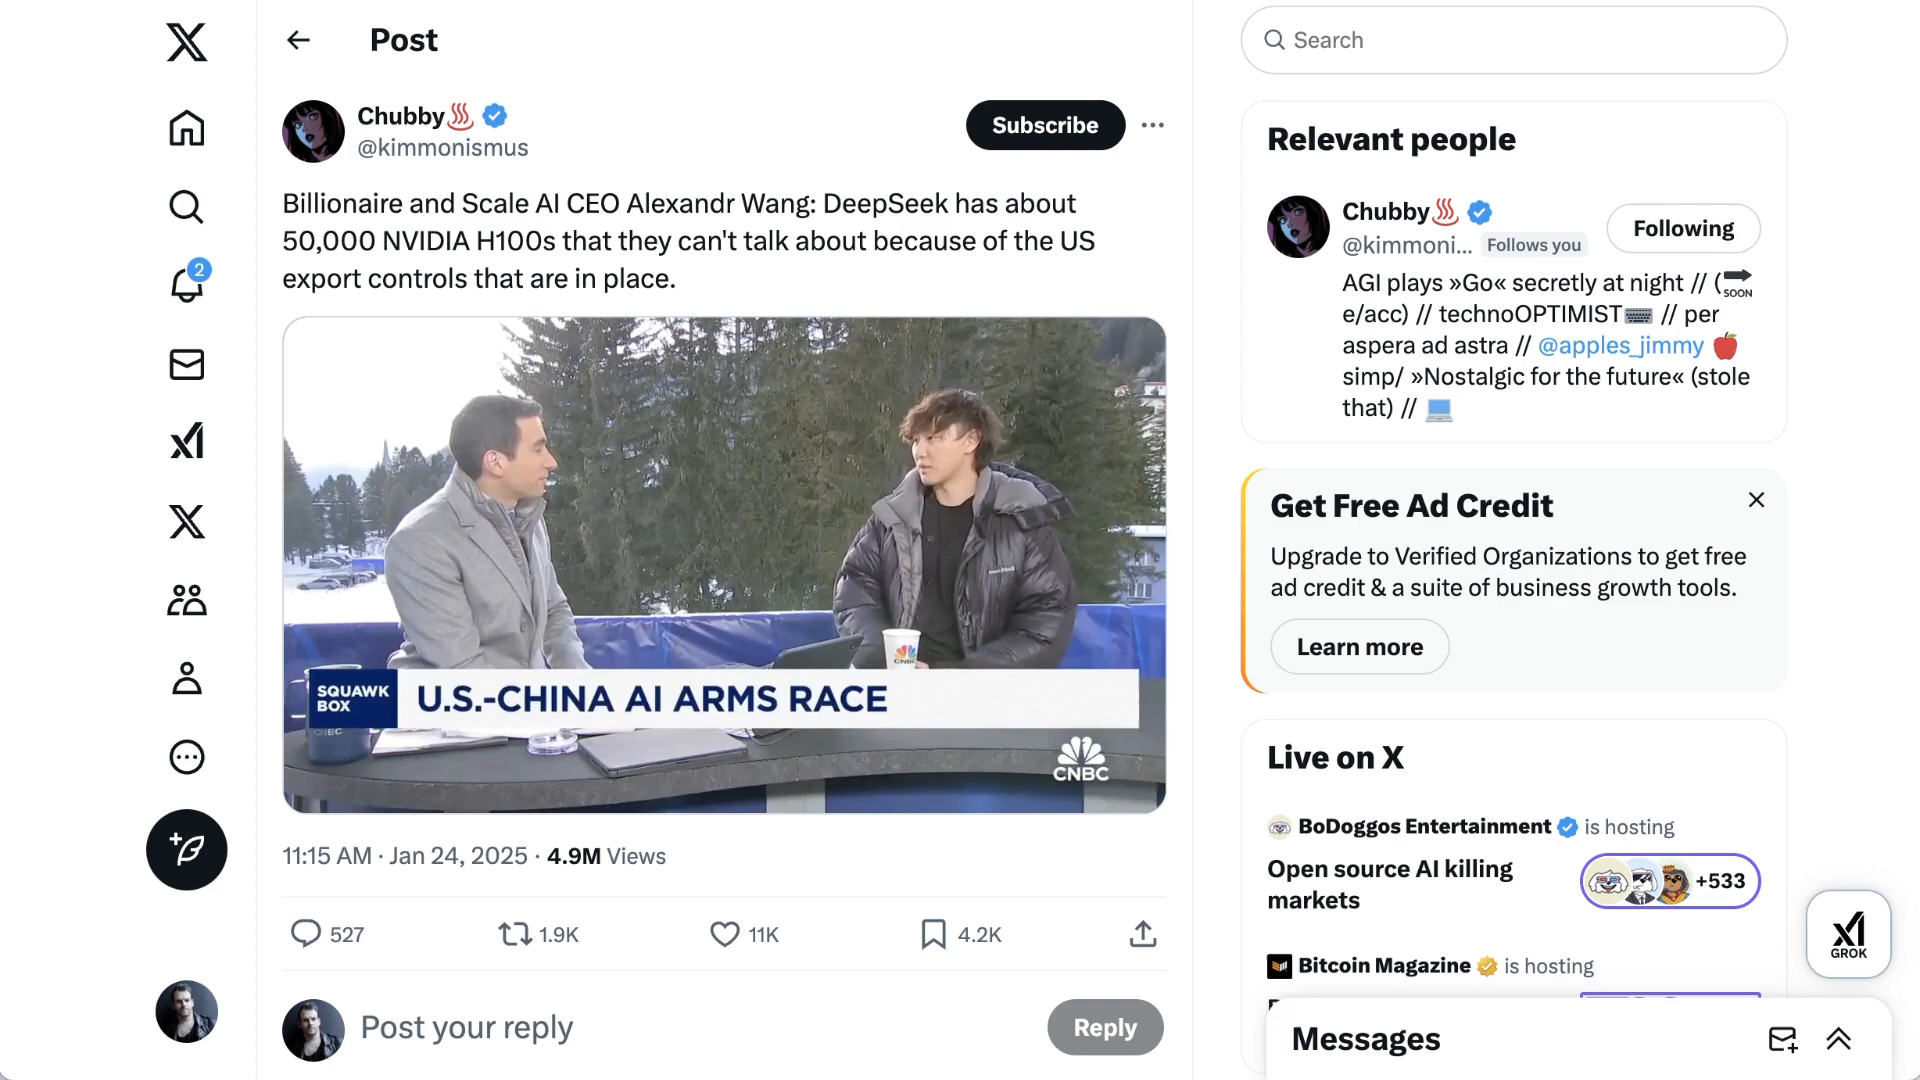 Post
Search
Chubby
@kimmonismus
Subscribe
Billionaire and Scale AI CEO Alexandr Wang: DeepSeek has about
50,000 NVIDIA H100s that they can't talk about because of the US
export controls that are in place.
SQUAWK
BOX
U.S.-CHINA AI ARMS RACE
CNBC
CNBC
CNBC
11:15 AM · Jan 24, 2025 · 4.9M Views
527
1.9K
11K
4.2K
Post your reply
Reply
2
Relevant people
Chubby
@kimmoni... Follows you
Following
AGI plays »Go« secretly at night // (SOON
e/acc) // technoOPTIMIST // per
aspera ad astra // @apples_jimmy
simp/ »Nostalgic for the future« (stole
that) //
Get Free Ad Credit
Upgrade to Verified Organizations to get free
ad credit & a suite of business growth tools.
Learn more
Live on X
BoDoggos Entertainment is hosting
Open source AI killing
markets
+533
Bitcoin Magazine is hosting
GROK
Messages